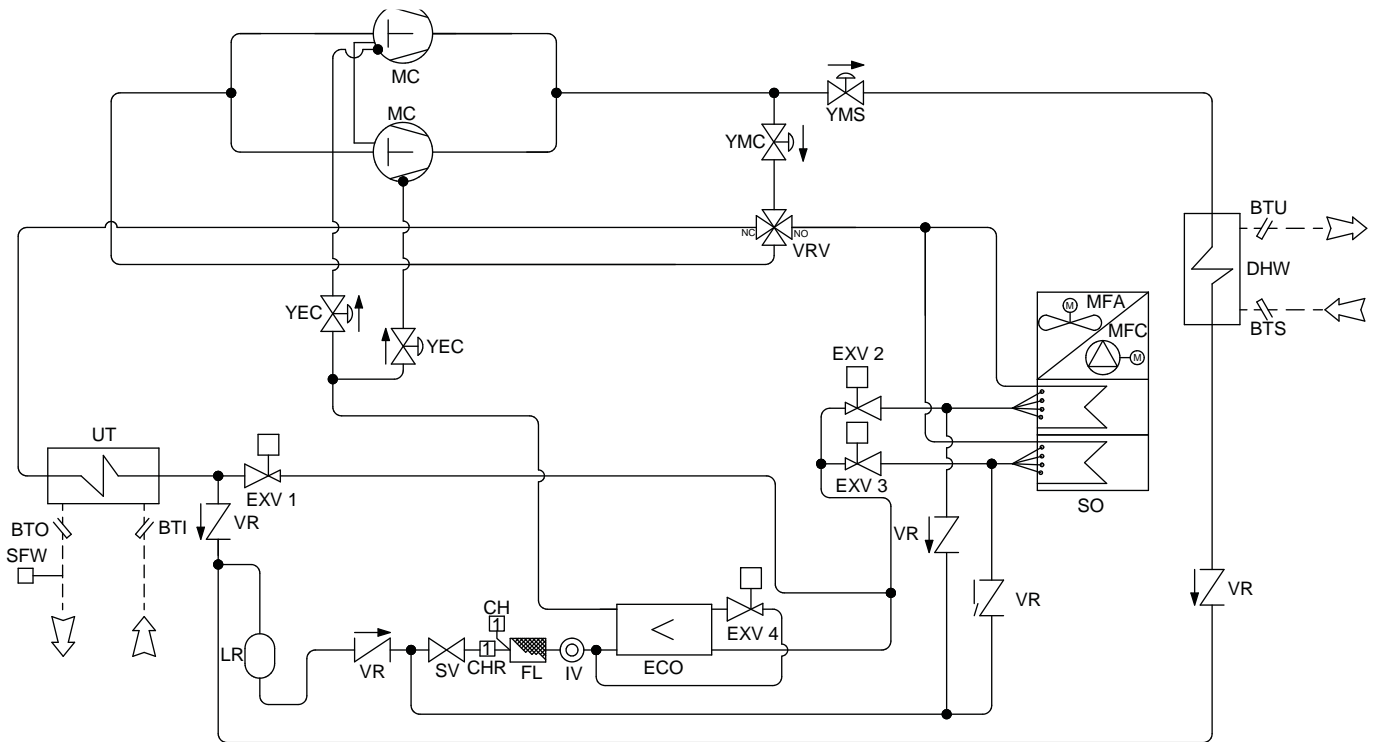 MC
MC
YMS
YMC
BTU
NC
NO
VRV
DHW
M
MFA
YEC
BTS
MFC
YEC
M
EXV 2
UT
EXV 1
EXV 3
SO
BTO
BTI
VR
VR
SFW
CH
1
VR
VR
EXV 4
LR
1
VR
SV
CHR
FL
IV
ECO